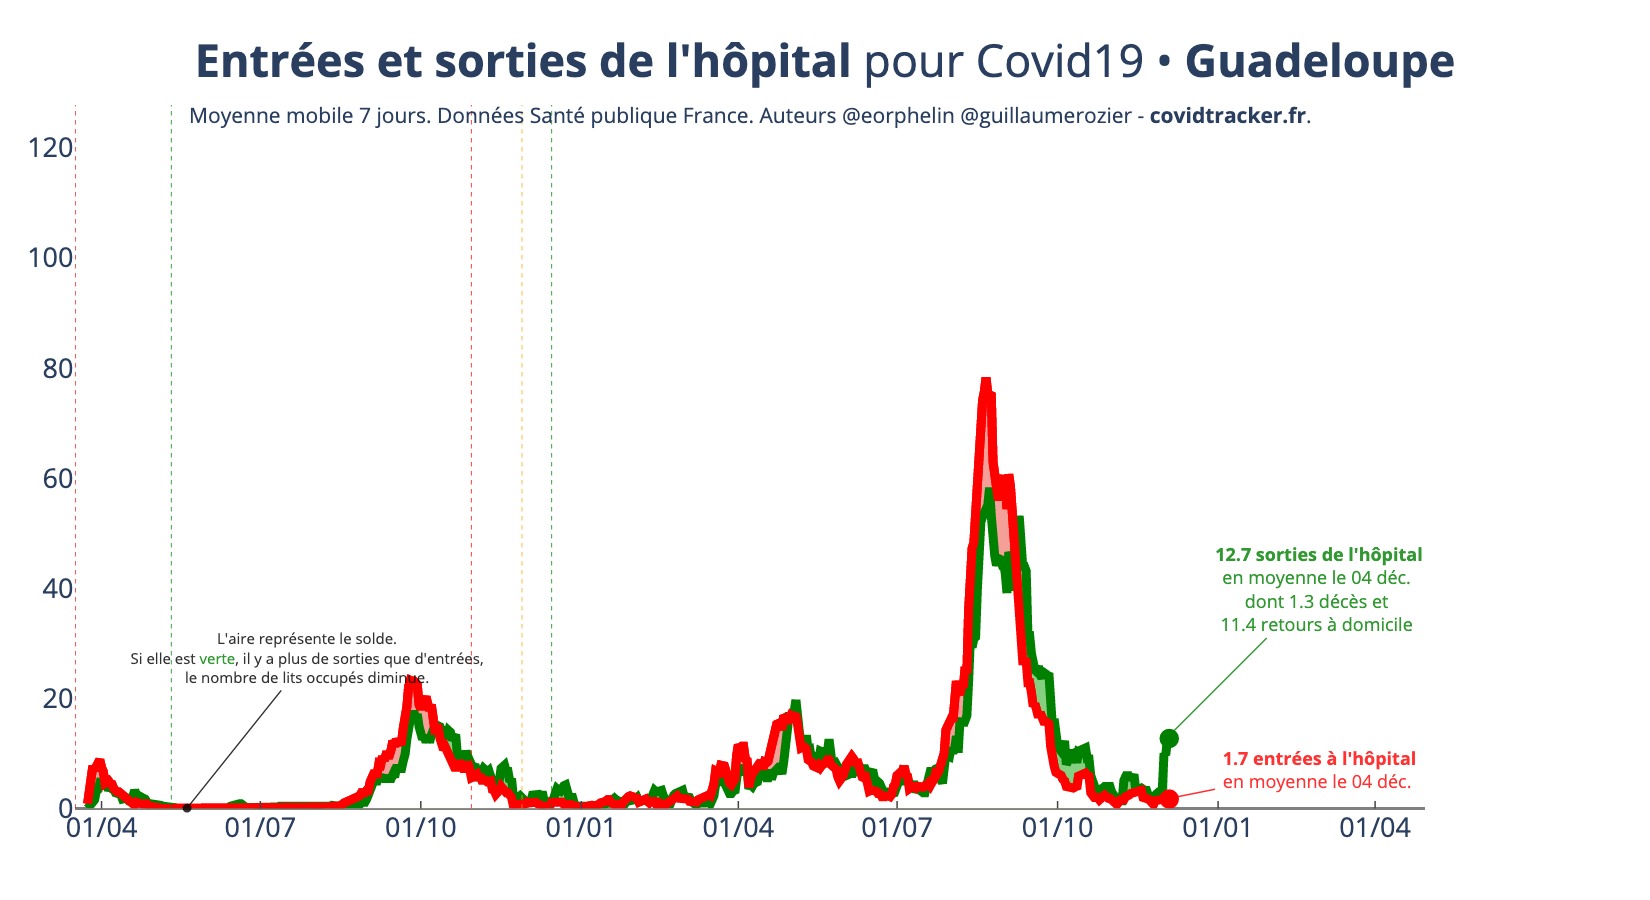 Entrées et sorties de l'hôpital pour Covid19 • Guadeloupe
Moyenne mobile 7 jours. Données Santé publique France. Auteurs @eorphelin @guillaumerozier - covidtracker.fr.
120
100
80
60
40
20
0
L'aire représente le solde.
Si elle est verte, il y a plus de sorties que d'entrées,
le nombre de lits occupés diminue.
12.7 sorties de l'hôpital
en moyenne le 04 déc.
dont 1.3 décès et
11.4 retours à domicile
1.7 entrées à l'hôpital
en moyenne le 04 déc.
01/04 01/07 01/10 01/01 01/04 01/07 01/10 01/01 01/04